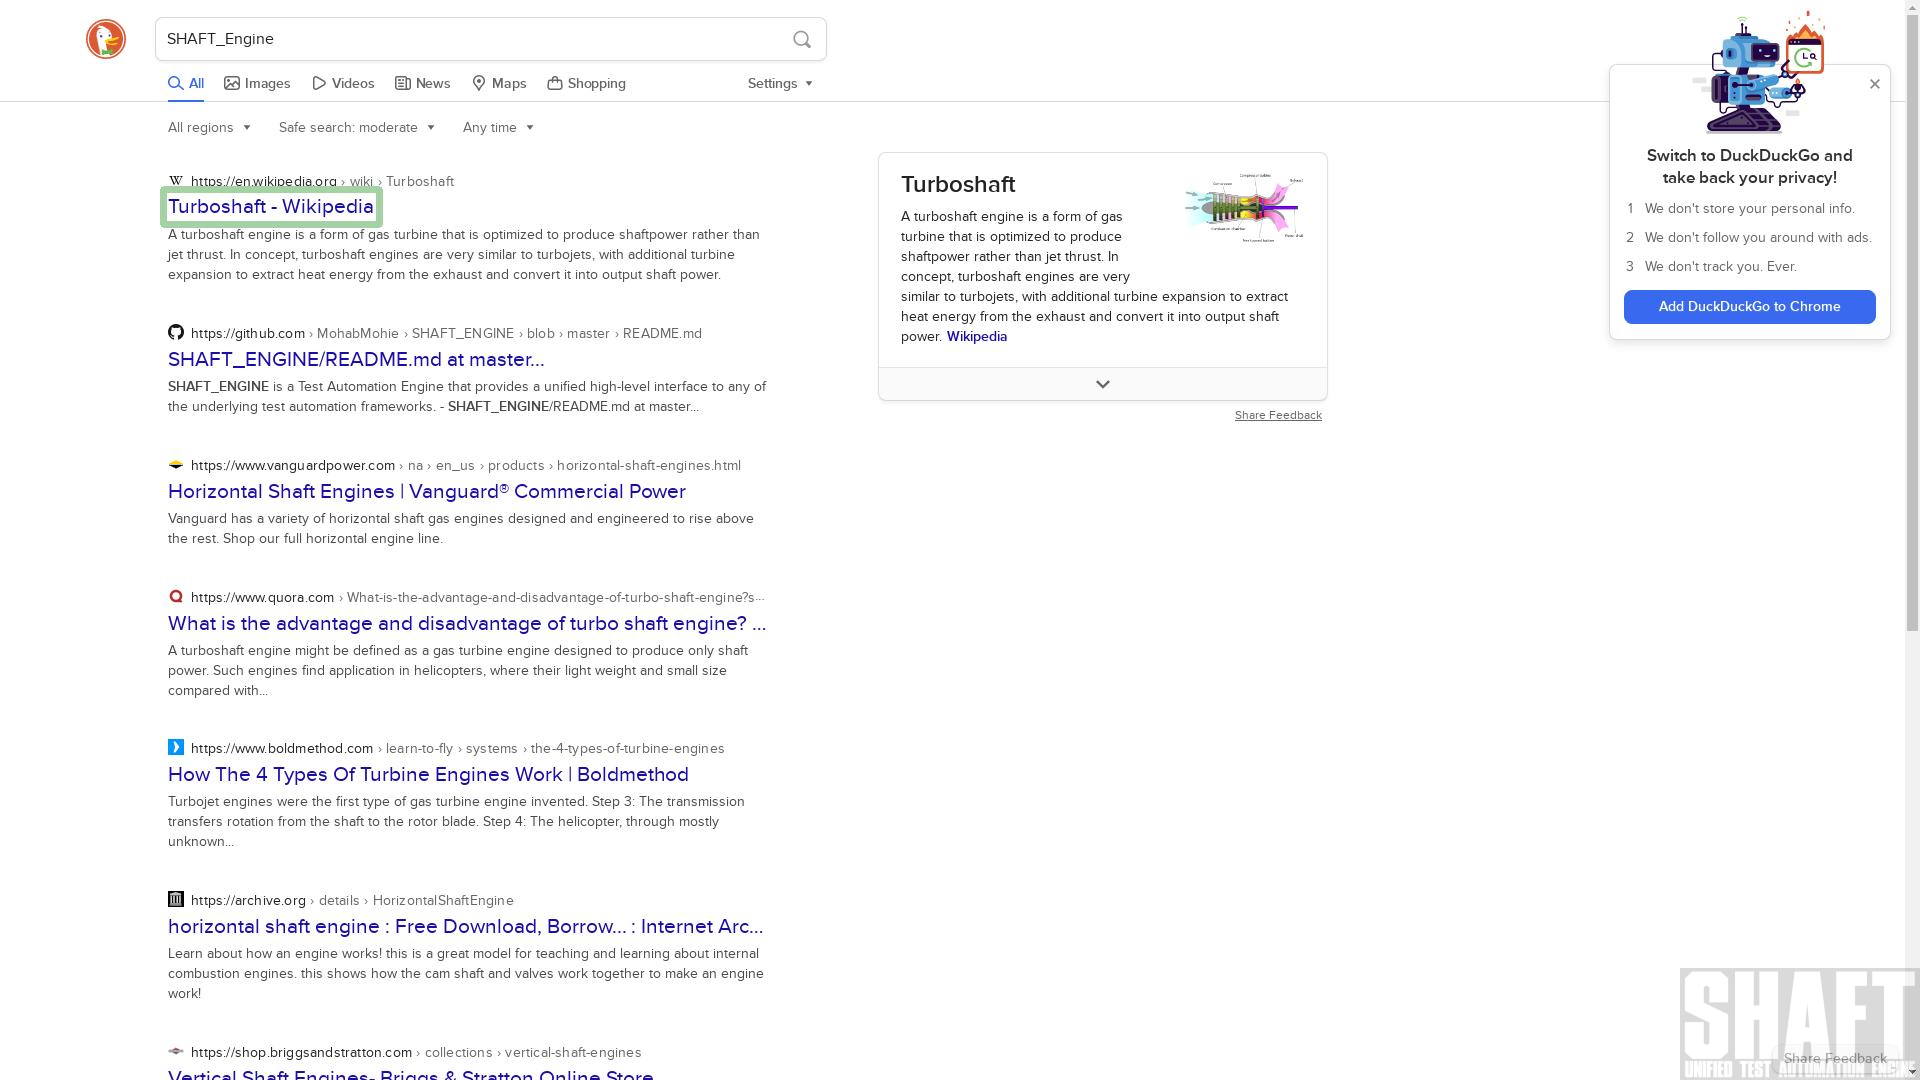 SHAFT_Engine
All
Images
Videos
News
Maps
Shopping
Settings
All regions
Safe search: moderate
Any time
https://en.wikipedia.org › wiki › Turboshaft
Turboshaft - Wikipedia
A turboshaft engine is a form of gas turbine that is optimized to produce shaftpower rather than
jet thrust. In concept, turboshaft engines are very similar to turbojets, with additional turbine
expansion to extract heat energy from the exhaust and convert it into output shaft power.
https://github.com › MohabMohie › SHAFT_ENGINE › blob › master › README.md
SHAFT_ENGINE/README.md at master...
SHAFT_ENGINE is a Test Automation Engine that provides a unified high-level interface to any of
the underlying test automation frameworks. - SHAFT_ENGINE/README.md at master...
https://www.vanguardpower.com › na › en_us › products › horizontal-shaft-engines.html
Horizontal Shaft Engines | Vanguard® Commercial Power
Vanguard has a variety of horizontal shaft gas engines designed and engineered to rise above
the rest. Shop our full horizontal engine line.
https://www.quora.com › What-is-the-advantage-and-disadvantage-of-turbo-shaft-engine?s...
What is the advantage and disadvantage of turbo shaft engine? ...
A turboshaft engine might be defined as a gas turbine engine designed to produce only shaft
power. Such engines find application in helicopters, where their light weight and small size
compared with...
https://www.boldmethod.com › learn-to-fly › systems › the-4-types-of-turbine-engines
How The 4 Types Of Turbine Engines Work | Boldmethod
Turbojet engines were the first type of gas turbine engine invented. Step 3: The transmission
transfers rotation from the shaft to the rotor blade. Step 4: The helicopter, through mostly
unknown...
https://archive.org › details › HorizontalShaftEngine
horizontal shaft engine : Free Download, Borrow... : Internet Arc...
Learn about how an engine works! this is a great model for teaching and learning about internal
combustion engines. this shows how the cam shaft and valves work together to make an engine
work!
https://shop.briggsandstratton.com › collections › vertical-shaft-engines
Vertical Shaft Engines- Briggs & Stratton Online Store
Turboshaft
A turboshaft engine is a form of gas
turbine that is optimized to produce
shaftpower rather than jet thrust. In
concept, turboshaft engines are very
similar to turbojets, with additional turbine expansion to extract
heat energy from the exhaust and convert it into output shaft
power. Wikipedia
Share Feedback
Switch to DuckDuckGo and
take back your privacy!
1 We don't store your personal info.
2 We don't follow you around with ads.
3 We don't track you. Ever.
Add DuckDuckGo to Chrome
SHAFT
Share Feedback
UNIFIED TEST AUTOMATION ENGINE